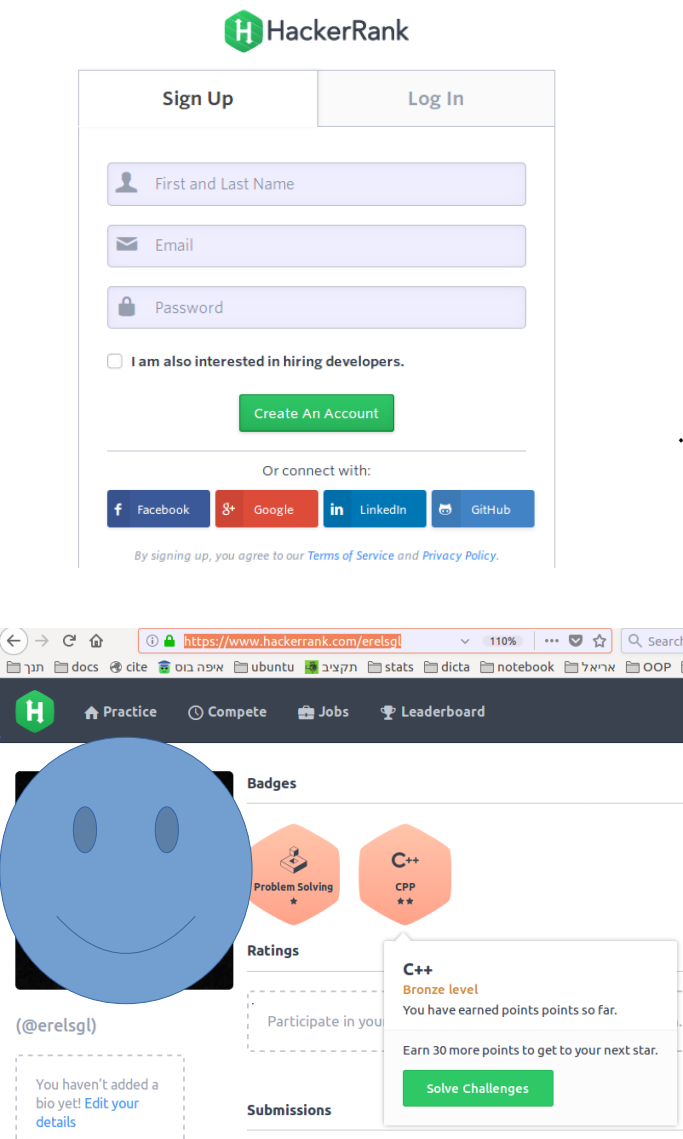 HackerRank
Sign Up
Log In
First and Last Name
Email
Password
I am also interested in hiring developers.
Create An Account
Or connect with:
f Facebook
8+ Google
in LinkedIn
GitHub
By signing up, you agree to our Terms of Service and Privacy Policy.
https://www.hackerrank.com/erelsgl
110%
Search
תנך
docs
cite
איפה בוס
ubuntu
תקציב
stats
dicta
notebook
אריאל
OOP
H
Practice
Compete
Jobs
Leaderboard
Badges
Problem Solving
C++
CPP
Ratings
C++
Bronze level
You have earned points points so far.
Participate in your
(@erelsgl)
Earn 30 more points to get to your next star.
Solve Challenges
You haven't added a
bio yet! Edit your
details
Submissions